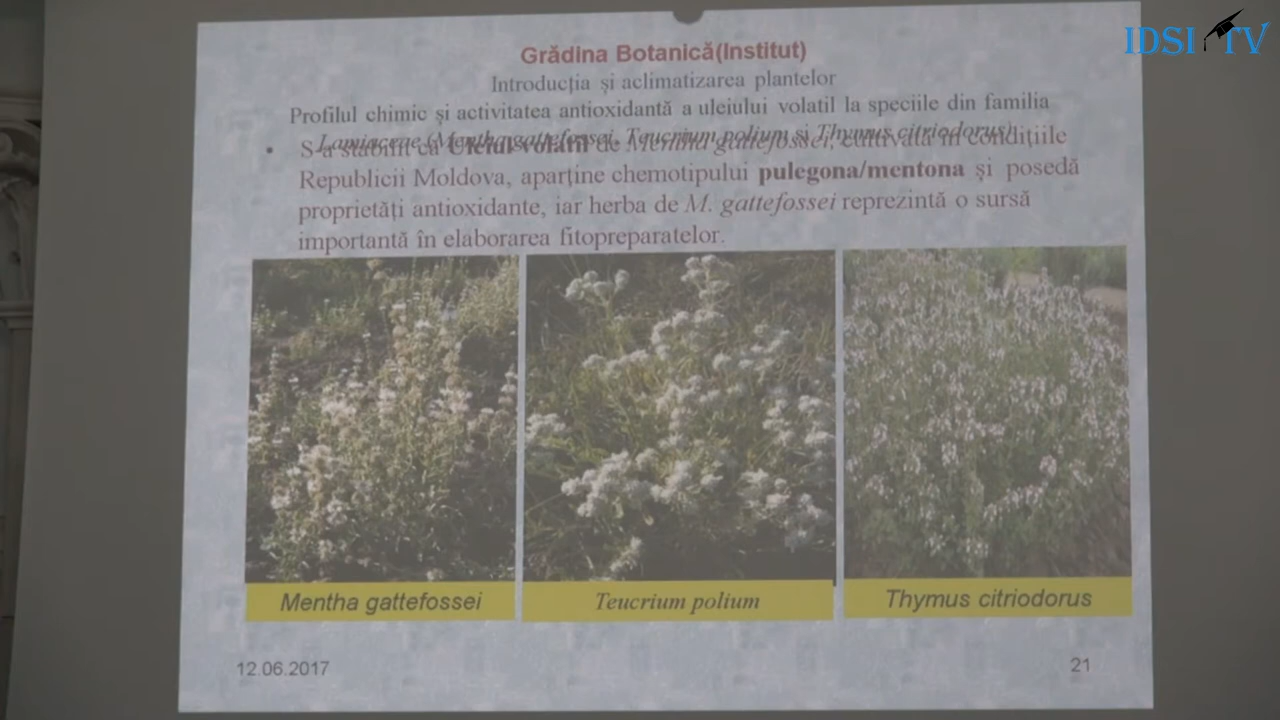 IDSI TV
Grădina Botanică(Institut)
Introducția și aclimatizarea plantelor
Profilul chimic și activitatea antioxidantă a uleiului volatil la speciile din familia
Lamiaceae (Mentha gattefossei, Teucrium polium și Thymus citriodorus)
• S-a stabilit că Uleiul volatil de Mentha gattefossei, cultivată în condițiile
Republicii Moldova, aparține chemotipului pulegona/mentona și posedă
proprietăți antioxidante, iar herba de M. gattefossei reprezintă o sursă
importantă în elaborarea fitopreparatelor.
Mentha gattefossei
Teucrium polium
Thymus citriodorus
12.06.2017
21